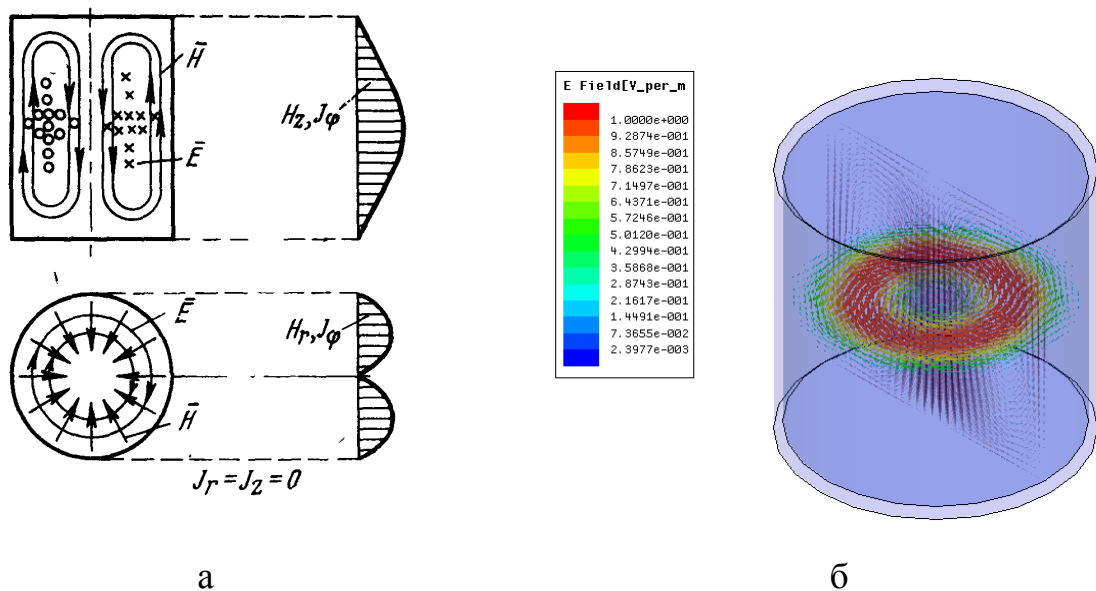 H̄
H_z, J_φ
Ē
Ē
H_r, J_φ
H̄
J_r = J_z = 0
E Field[V_per_m
1.0000e+000
9.2874e-001
8.5749e-001
7.8623e-001
7.1497e-001
6.4371e-001
5.7246e-001
5.0120e-001
4.2994e-001
3.5868e-001
2.8743e-001
2.1617e-001
1.4491e-001
7.3655e-002
2.3977e-003
а
б